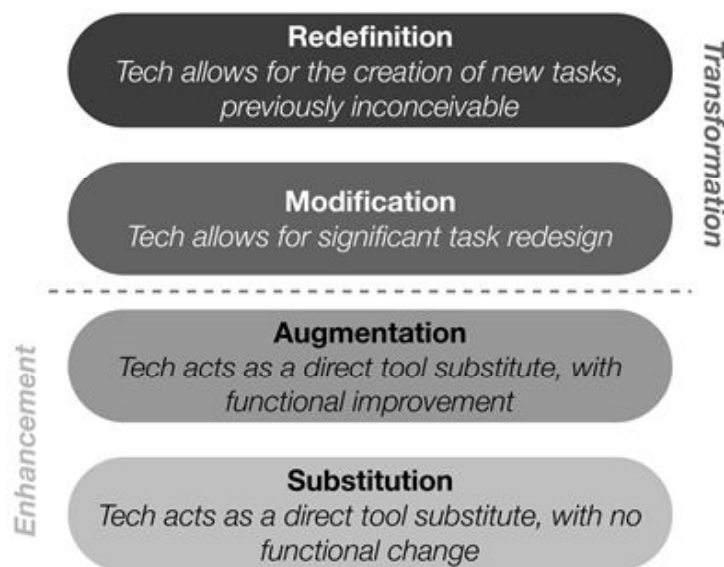 Redefinition
Tech allows for the creation of new tasks,
previously inconceivable
Transformation
Modification
Tech allows for significant task redesign
Augmentation
Tech acts as a direct tool substitute, with
functional improvement
Enhancement
Substitution
Tech acts as a direct tool substitute, with no
functional change